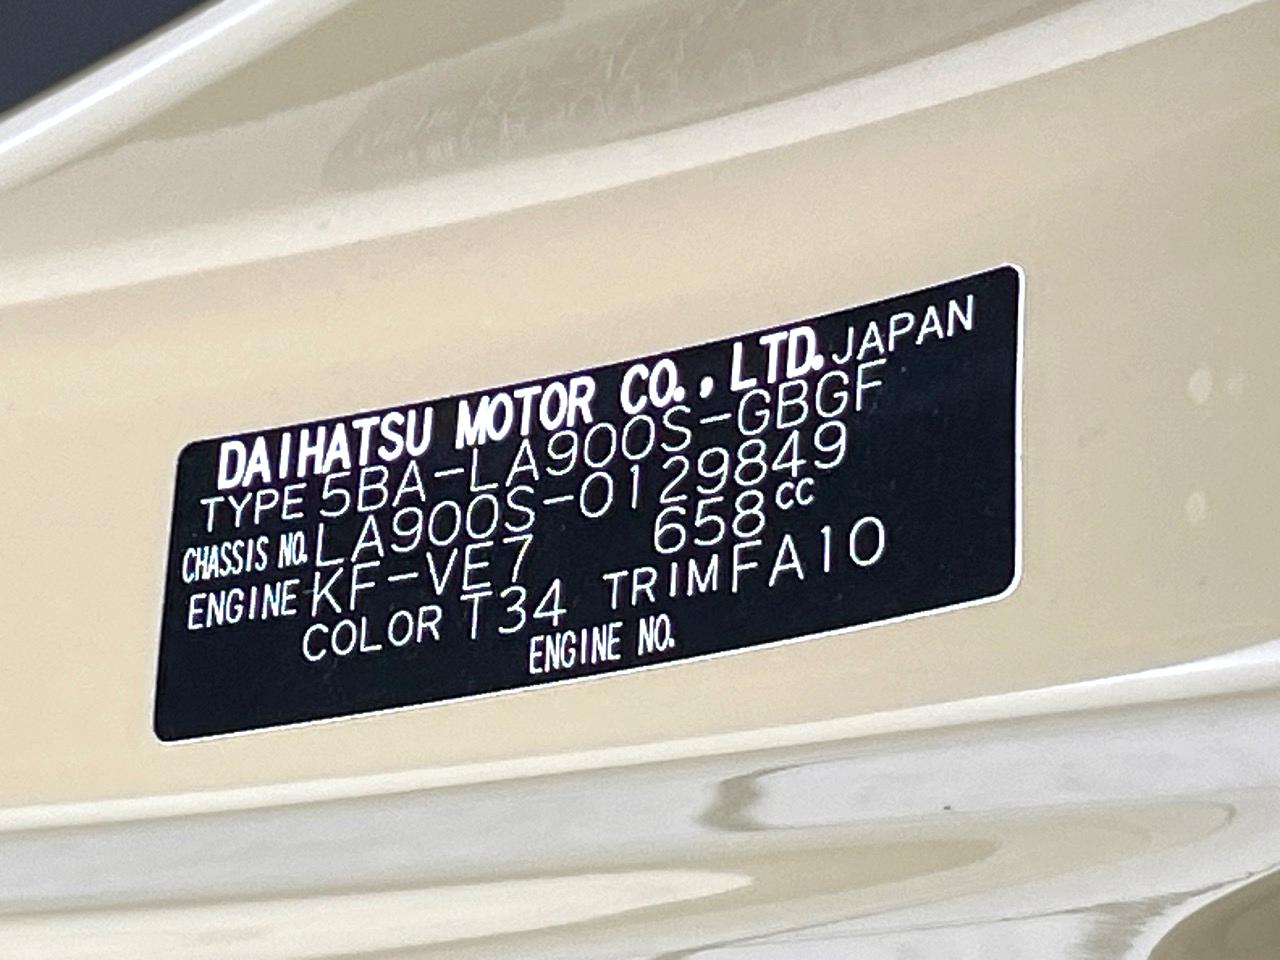 DAIHATSU MOTOR CO., LTD. JAPAN
TYPE 5BA-LA900S-GBGF
CHASSIS NO. LA900S-0129849
ENGINE KF-VE7 658CC
COLOR T34 TRIM FA10
ENGINE NO.